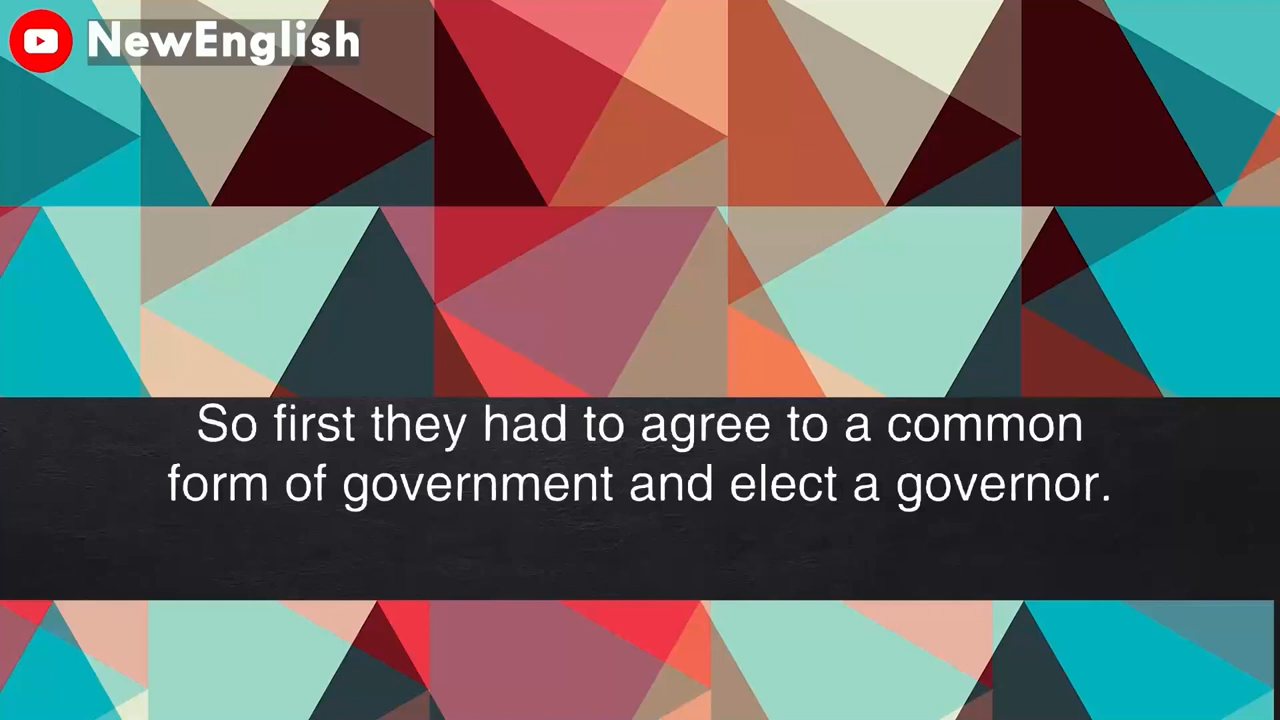 NewEnglish
So first they had to agree to a common
form of government and elect a governor.